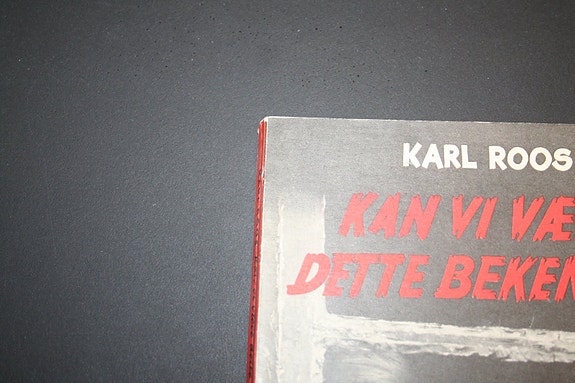 KARL ROOS
KAN VI VÆ
DETTE BEKEN